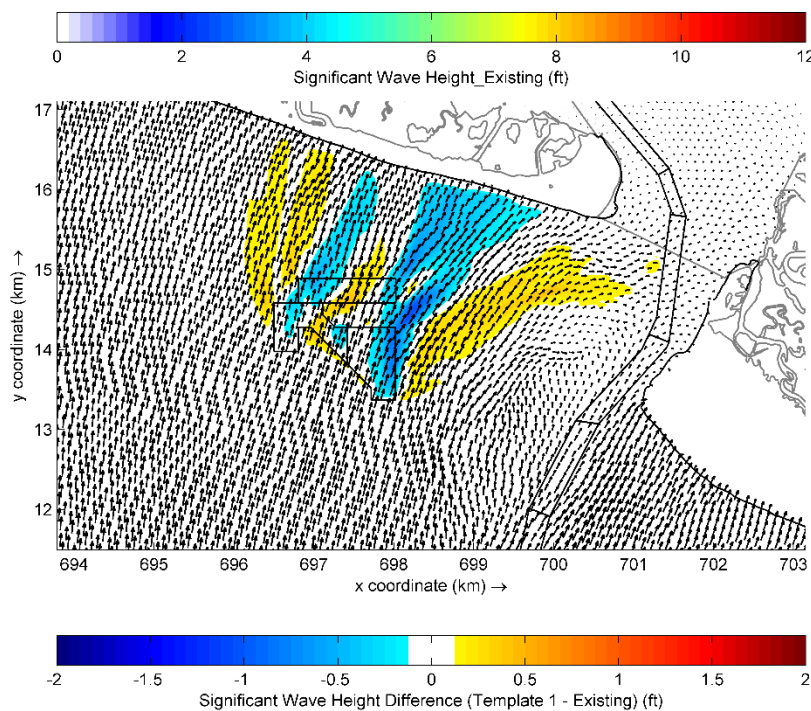 0 2 4 6 8 10 12
Significant Wave Height_Existing (ft)
17
16
15
14
13
12
y coordinate (km) →
694 695 696 697 698 699 700 701 702 703
x coordinate (km) →
-2 -1.5 -1 -0.5 0 0.5 1 1.5 2
Significant Wave Height Difference (Template 1 - Existing) (ft)